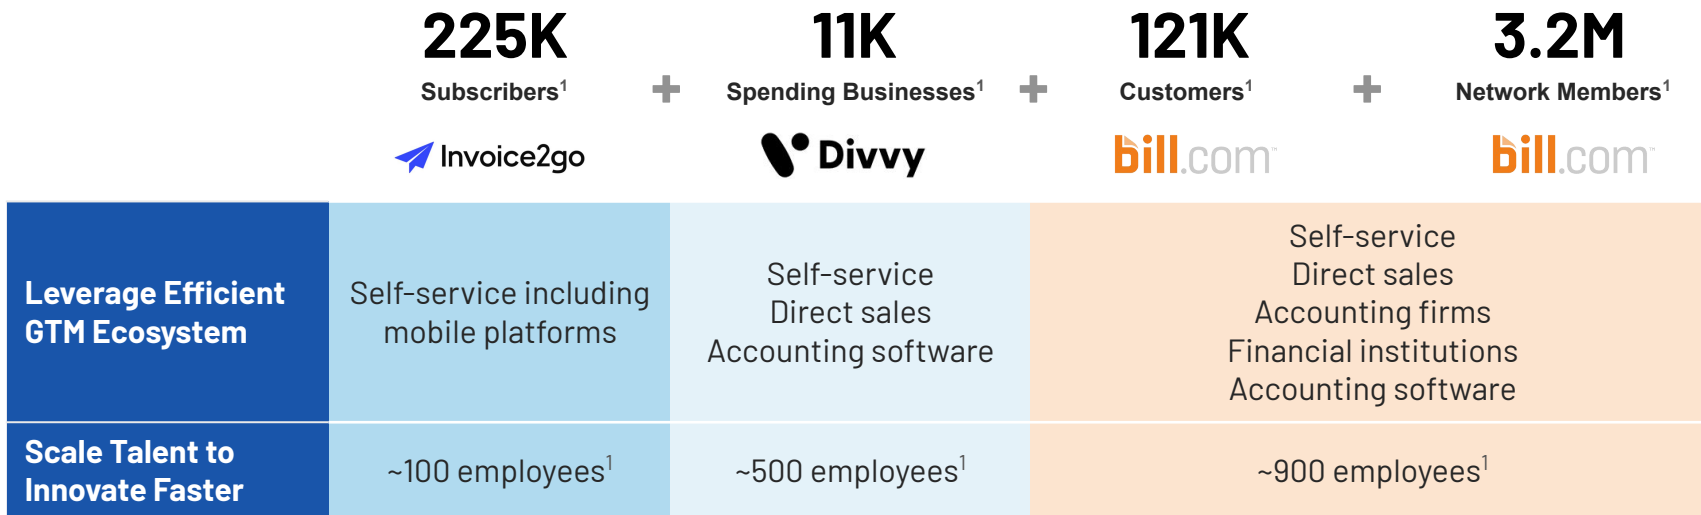 225K 11K 121K 3.2M
Subscribers¹ + Spending Businesses¹ + Customers¹ + Network Members¹
Invoice2go Divvy bill.com™ bill.com™
Leverage Efficient
GTM Ecosystem
Self-service including
mobile platforms
Self-service
Direct sales
Accounting software
Self-service
Direct sales
Accounting firms
Financial institutions
Accounting software
Scale Talent to
Innovate Faster
~100 employees¹
~500 employees¹
~900 employees¹